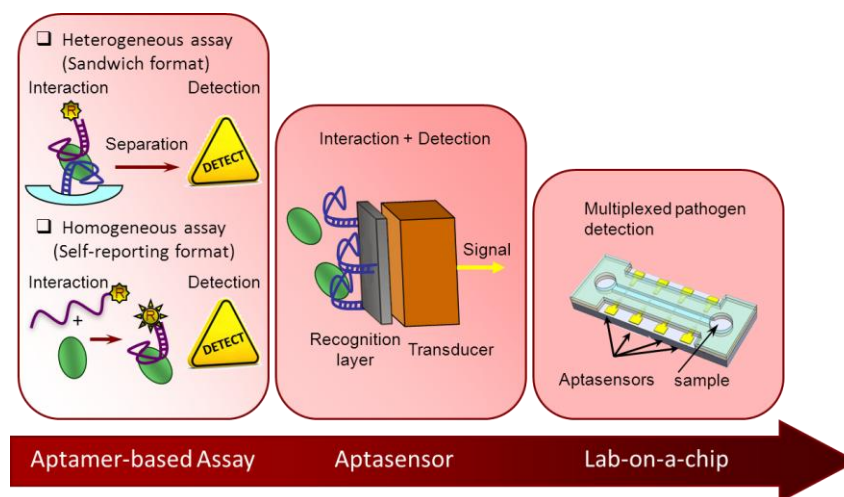 ❑ Heterogeneous assay
(Sandwich format)
Interaction
Detection
R
Separation
DETECT
❑ Homogeneous assay
(Self-reporting format)
Interaction
Detection
R
+
R
DETECT
Interaction + Detection
Signal
Recognition
layer
Transducer
Multiplexed pathogen
detection
Aptasensors
sample
Aptamer-based Assay
Aptasensor
Lab-on-a-chip